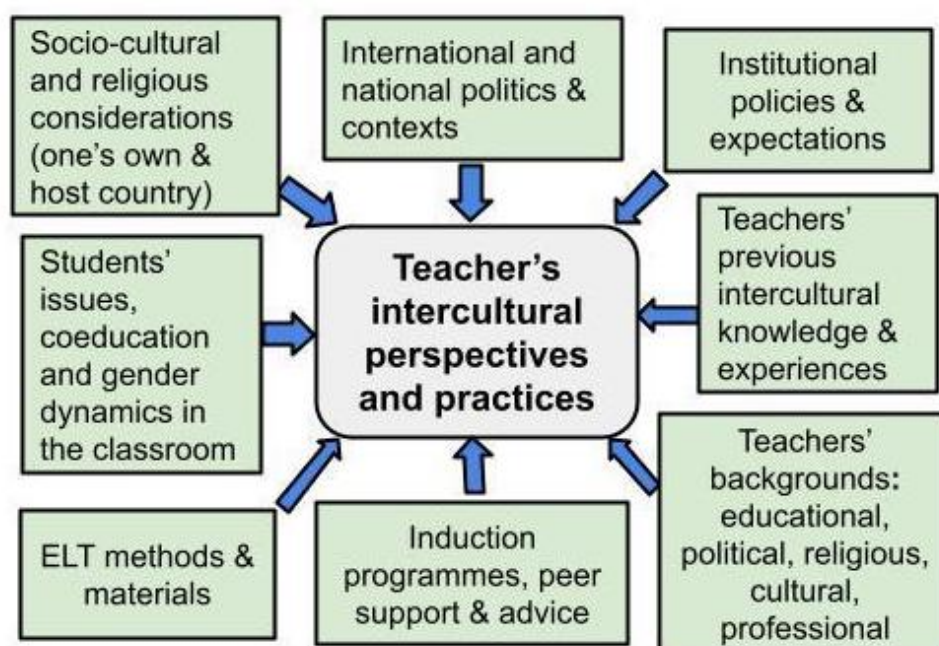 Socio-cultural
and religious
considerations
(one's own &
host country)
International and
national politics &
contexts
Institutional
policies &
expectations
Students'
issues,
coeducation
and gender
dynamics in
the classroom
Teacher's
intercultural
perspectives
and practices
Teachers'
previous
intercultural
knowledge &
experiences
ELT methods &
materials
Induction
programmes, peer
support & advice
Teachers'
backgrounds:
educational,
political, religious,
cultural,
professional